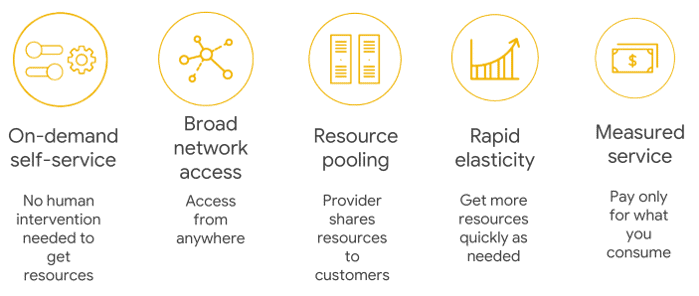 On-demand
self-service
No human
intervention
needed to
get
resources
Broad
network
access
Access
from
anywhere
Resource
pooling
Provider
shares
resources
to
customers
Rapid
elasticity
Get more
resources
quickly as
needed
$
Measured
service
Pay only
for what
you
consume